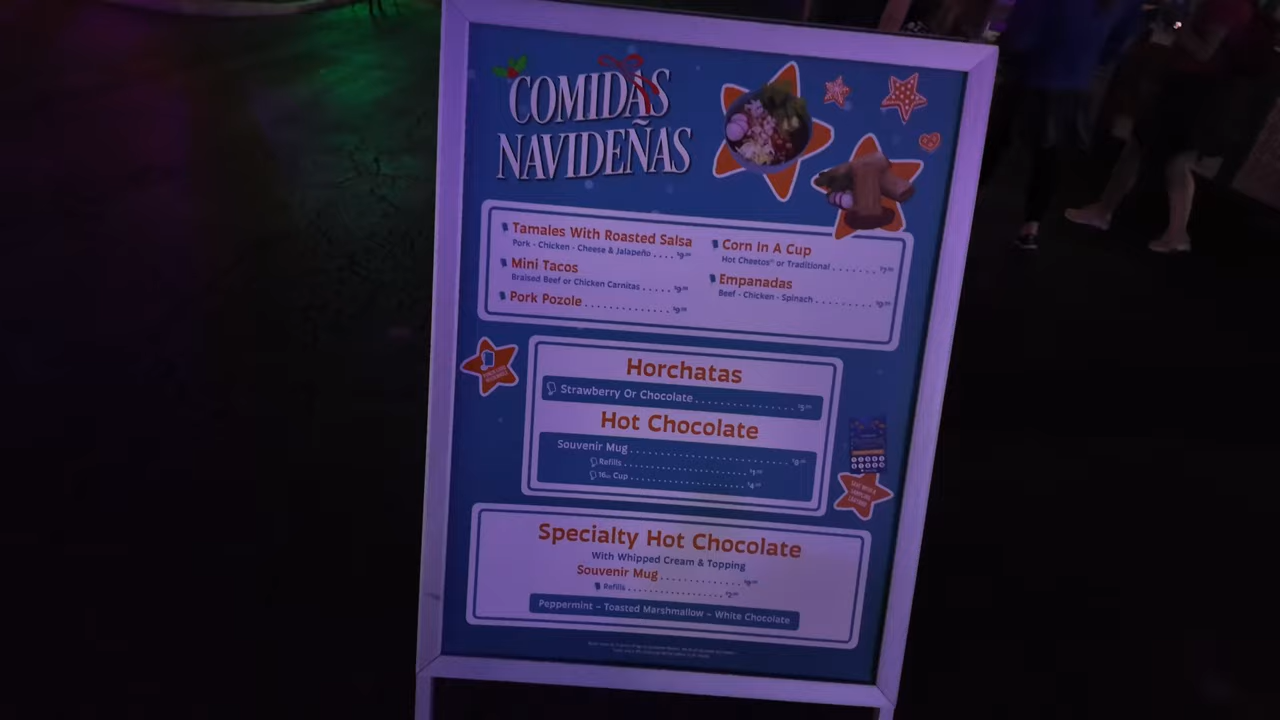 COMIDAS
NAVIDEÑAS
Tamales With Roasted Salsa
Pork - Chicken - Cheese & Jalapeño
Mini Tacos
Braised Beef or Chicken Carnitas
Pork Pozole
Corn In A Cup
Hot Cheetos™ or Traditional
Empanadas
Beef - Chicken - Spinach
Horchatas
Strawberry Or Chocolate
Hot Chocolate
Souvenir Mug
Refills
16oz. Cup
Specialty Hot Chocolate
With Whipped Cream & Topping
Souvenir Mug
Refills
Peppermint ~ Toasted Marshmallow ~ White Chocolate